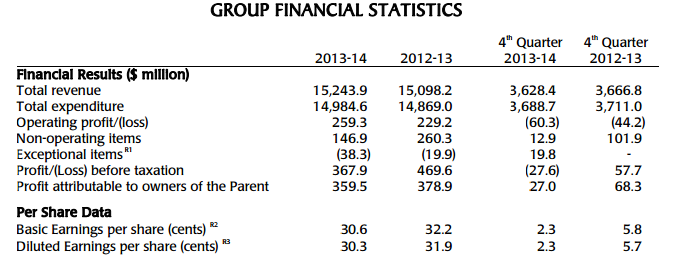 GROUP FINANCIAL STATISTICS
4th Quarter 4th Quarter
2013-14 2012-13 2013-14 2012-13
Financial Results ($ million)
Total revenue 15,243.9 15,098.2 3,628.4 3,666.8
Total expenditure 14,984.6 14,869.0 3,688.7 3,711.0
Operating profit/(loss) 259.3 229.2 (60.3) (44.2)
Non-operating items 146.9 260.3 12.9 101.9
Exceptional items R1 (38.3) (19.9) 19.8 -
Profit/(Loss) before taxation 367.9 469.6 (27.6) 57.7
Profit attributable to owners of the Parent 359.5 378.9 27.0 68.3
Per Share Data
Basic Earnings per share (cents) R2 30.6 32.2 2.3 5.8
Diluted Earnings per share (cents) R3 30.3 31.9 2.3 5.7